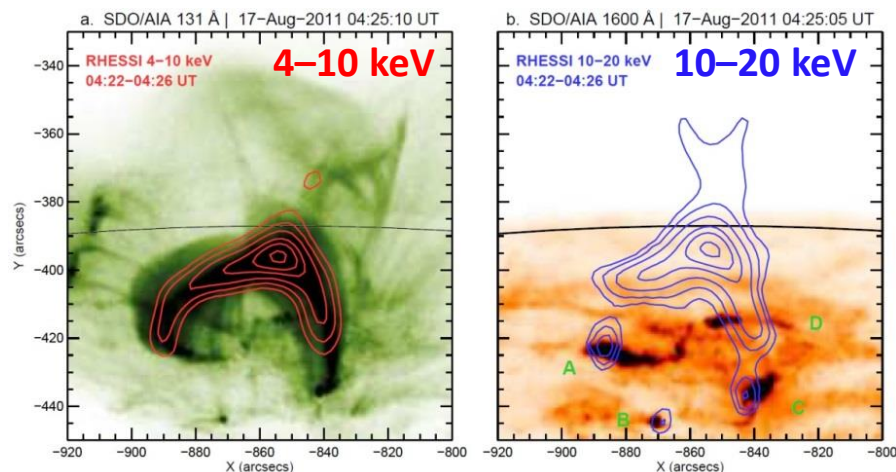 a. SDO/AIA 131 Å | 17-Aug-2011 04:25:10 UT
RHESSI 4-10 keV
04:22-04:26 UT
4–10 keV
-340
-360
-380
-400
-420
-440
Y (arcsecs)
-920 -900 -880 -860 -840 -820 -800
X (arcsecs)
b. SDO/AIA 1600 Å | 17-Aug-2011 04:25:05 UT
RHESSI 10-20 keV
04:22-04:26 UT
10–20 keV
D
A
B
C
-920 -900 -880 -860 -840 -820 -800
X (arcsecs)